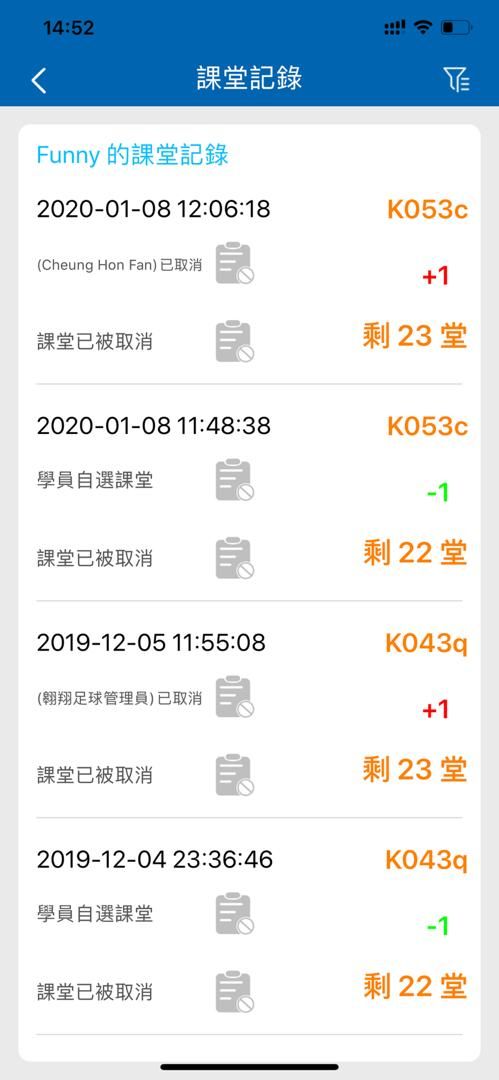 14:52
課堂記錄
Funny 的課堂記錄
2020-01-08 12:06:18 K053c
(Cheung Hon Fan) 已取消 +1
課堂已被取消 剩 23 堂
2020-01-08 11:48:38 K053c
學員自選課堂 -1
課堂已被取消 剩 22 堂
2019-12-05 11:55:08 K043q
(翱翔足球管理員) 已取消 +1
課堂已被取消 剩 23 堂
2019-12-04 23:36:46 K043q
學員自選課堂 -1
課堂已被取消 剩 22 堂